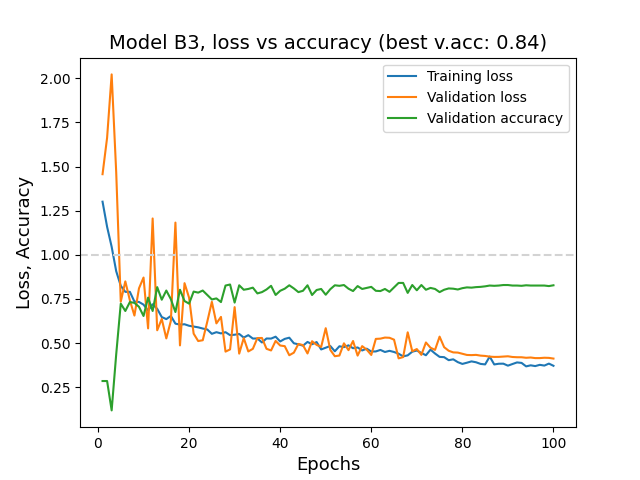 Model B3, loss vs accuracy (best v.acc: 0.84)
Training loss
Validation loss
Validation accuracy
2.00
1.75
1.50
1.25
1.00
0.75
0.50
0.25
Loss, Accuracy
0
20
40
60
80
100
Epochs